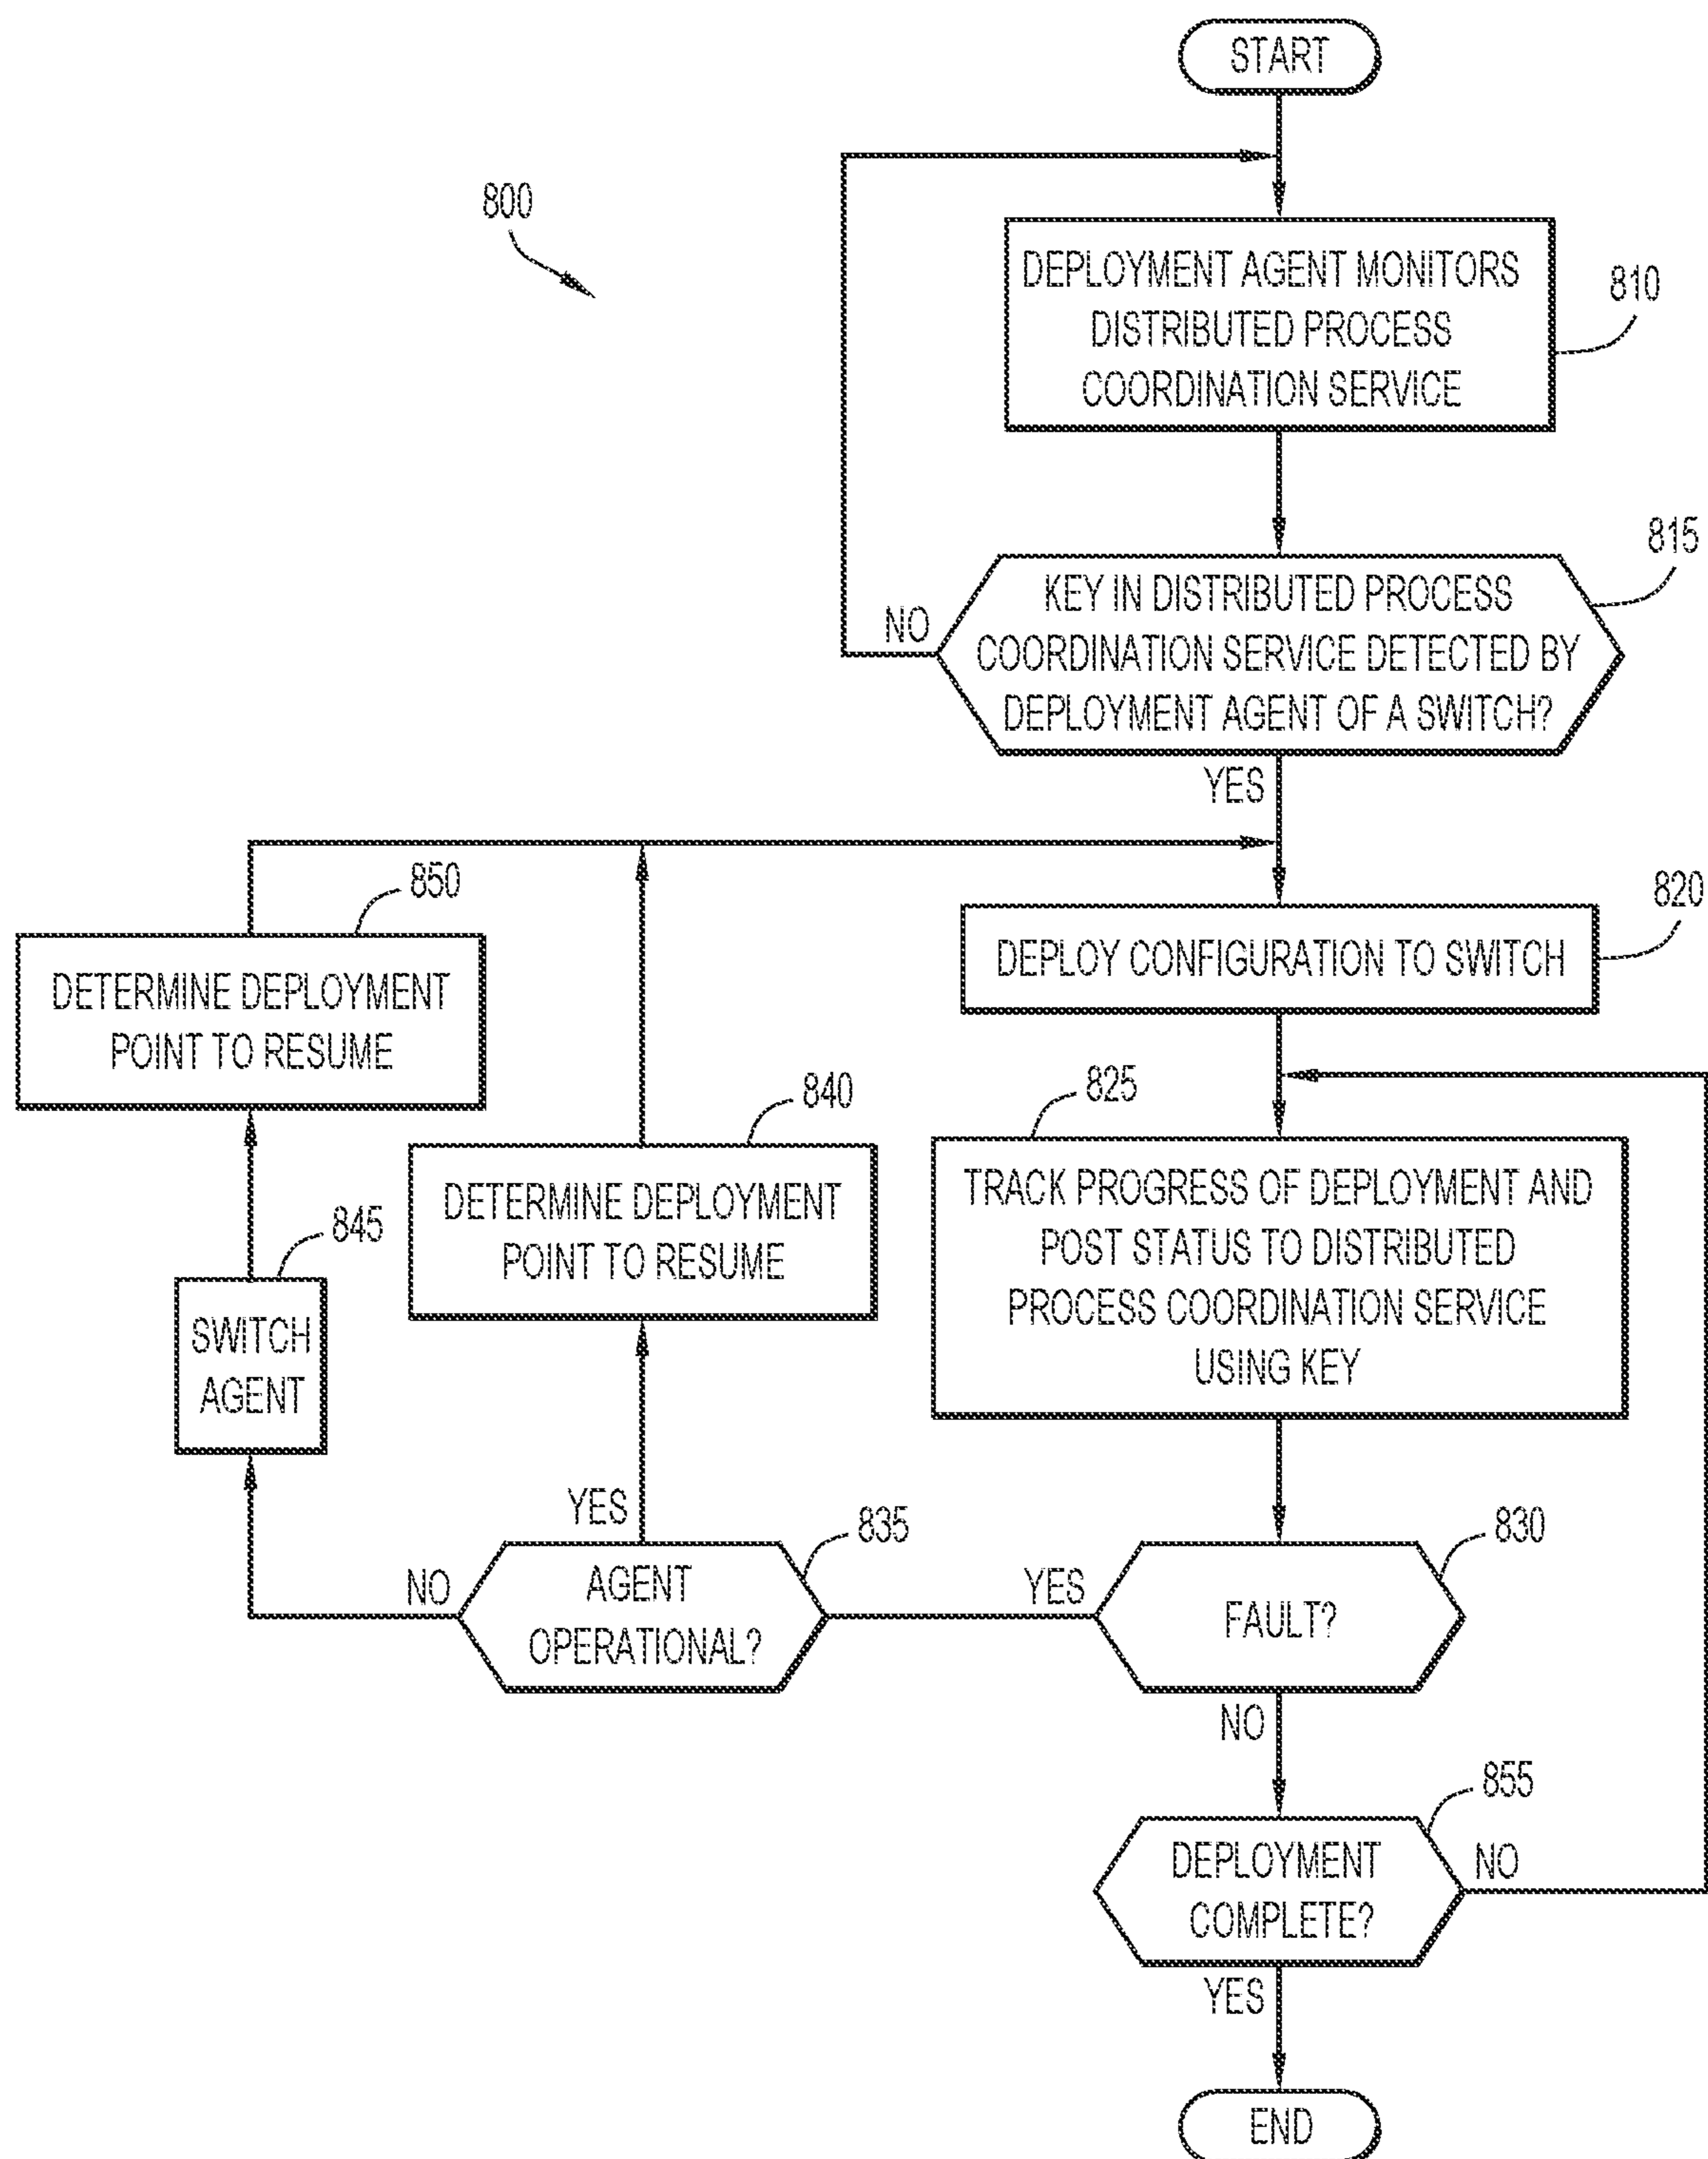 START
800
DEPLOYMENT AGENT MONITORS
DISTRIBUTED PROCESS
COORDINATION SERVICE
810
KEY IN DISTRIBUTED PROCESS
COORDINATION SERVICE DETECTED BY
DEPLOYMENT AGENT OF A SWITCH?
815
NO
YES
DEPLOY CONFIGURATION TO SWITCH
820
DETERMINE DEPLOYMENT
POINT TO RESUME
850
DETERMINE DEPLOYMENT
POINT TO RESUME
840
TRACK PROGRESS OF DEPLOYMENT AND
POST STATUS TO DISTRIBUTED
PROCESS COORDINATION SERVICE
USING KEY
825
SWITCH
AGENT
845
YES
NO
AGENT
OPERATIONAL?
835
YES
FAULT?
830
NO
DEPLOYMENT
COMPLETE?
855
NO
YES
END